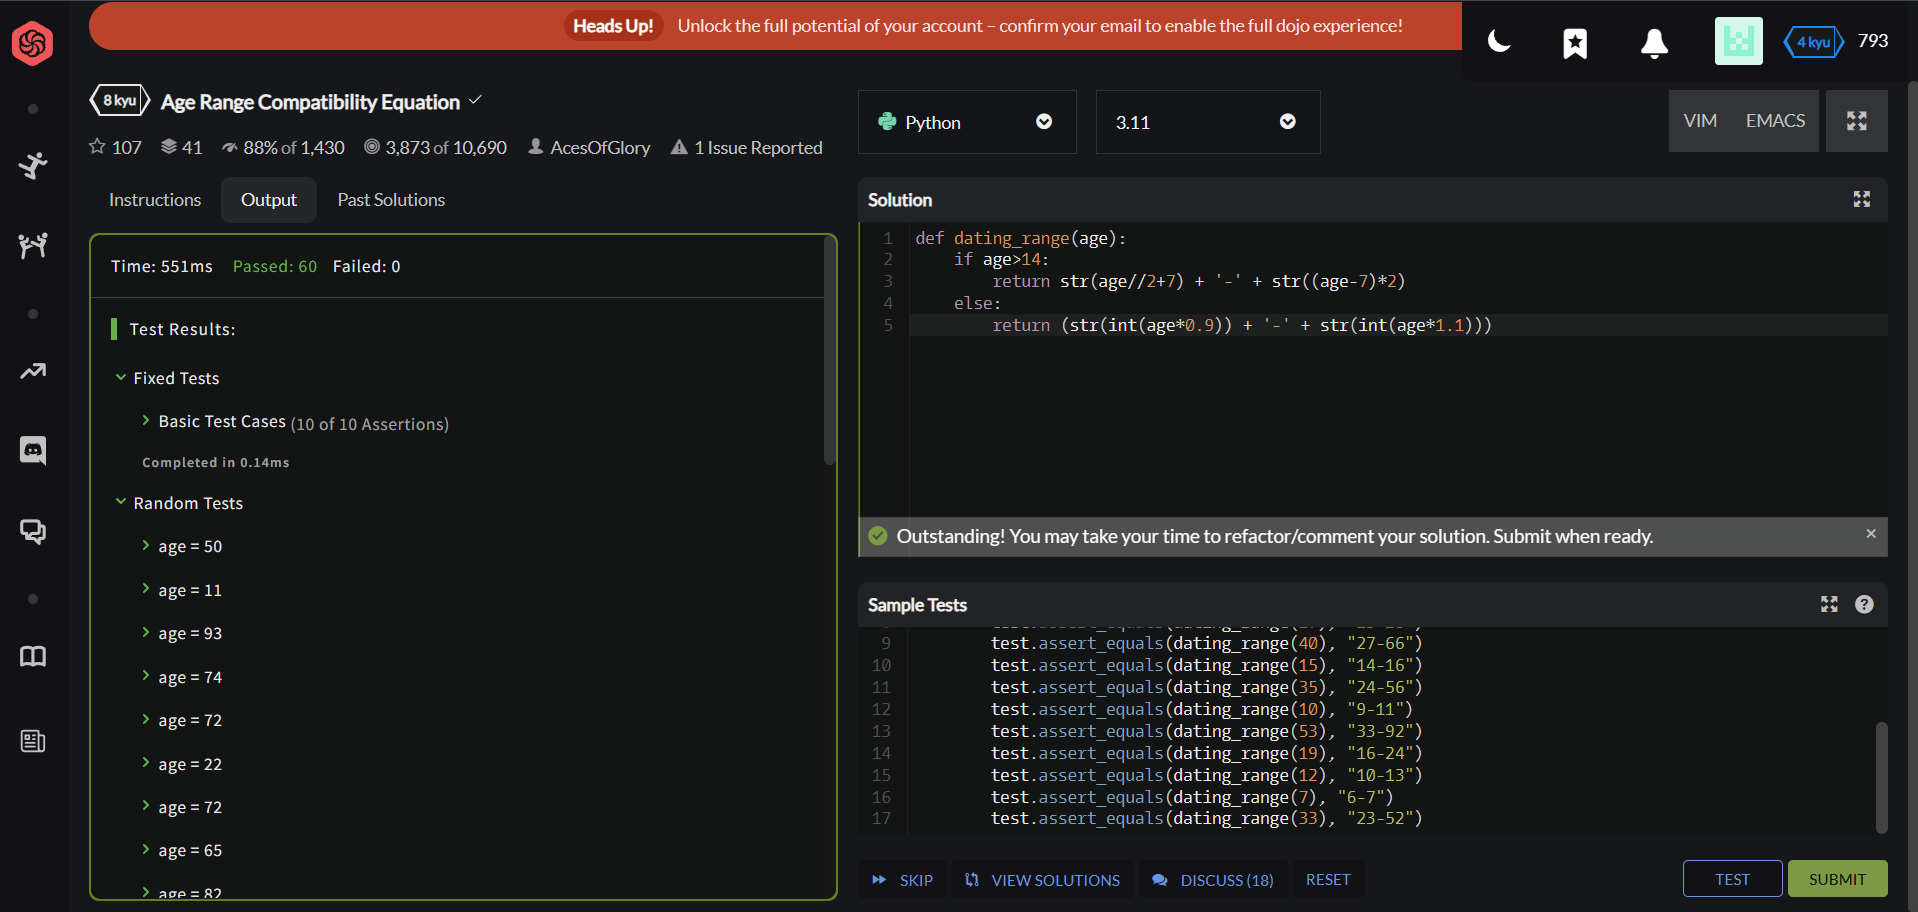 Heads Up! Unlock the full potential of your account – confirm your email to enable the full dojo experience!
4 kyu 793
8 kyu Age Range Compatibility Equation
107 41 88% of 1,430 3,873 of 10,690 AcesOfGlory 1 Issue Reported
Instructions Output Past Solutions
Time: 551ms Passed: 60 Failed: 0
Test Results:
Fixed Tests
Basic Test Cases (10 of 10 Assertions)
Completed in 0.14ms
Random Tests
age = 50
age = 11
age = 93
age = 74
age = 72
age = 22
age = 72
age = 65
age = 82
Python 3.11
VIM EMACS
Solution
1 def dating_range(age):
2 if age>14:
3 return str(age//2+7) + '-' + str((age-7)*2)
4 else:
5 return (str(int(age*0.9)) + '-' + str(int(age*1.1)))
Outstanding! You may take your time to refactor/comment your solution. Submit when ready.
Sample Tests
9 test.assert_equals(dating_range(40), "27-66")
10 test.assert_equals(dating_range(15), "14-16")
11 test.assert_equals(dating_range(35), "24-56")
12 test.assert_equals(dating_range(10), "9-11")
13 test.assert_equals(dating_range(53), "33-92")
14 test.assert_equals(dating_range(19), "16-24")
15 test.assert_equals(dating_range(12), "10-13")
16 test.assert_equals(dating_range(7), "6-7")
17 test.assert_equals(dating_range(33), "23-52")
SKIP VIEW SOLUTIONS DISCUSS (18) RESET TEST SUBMIT